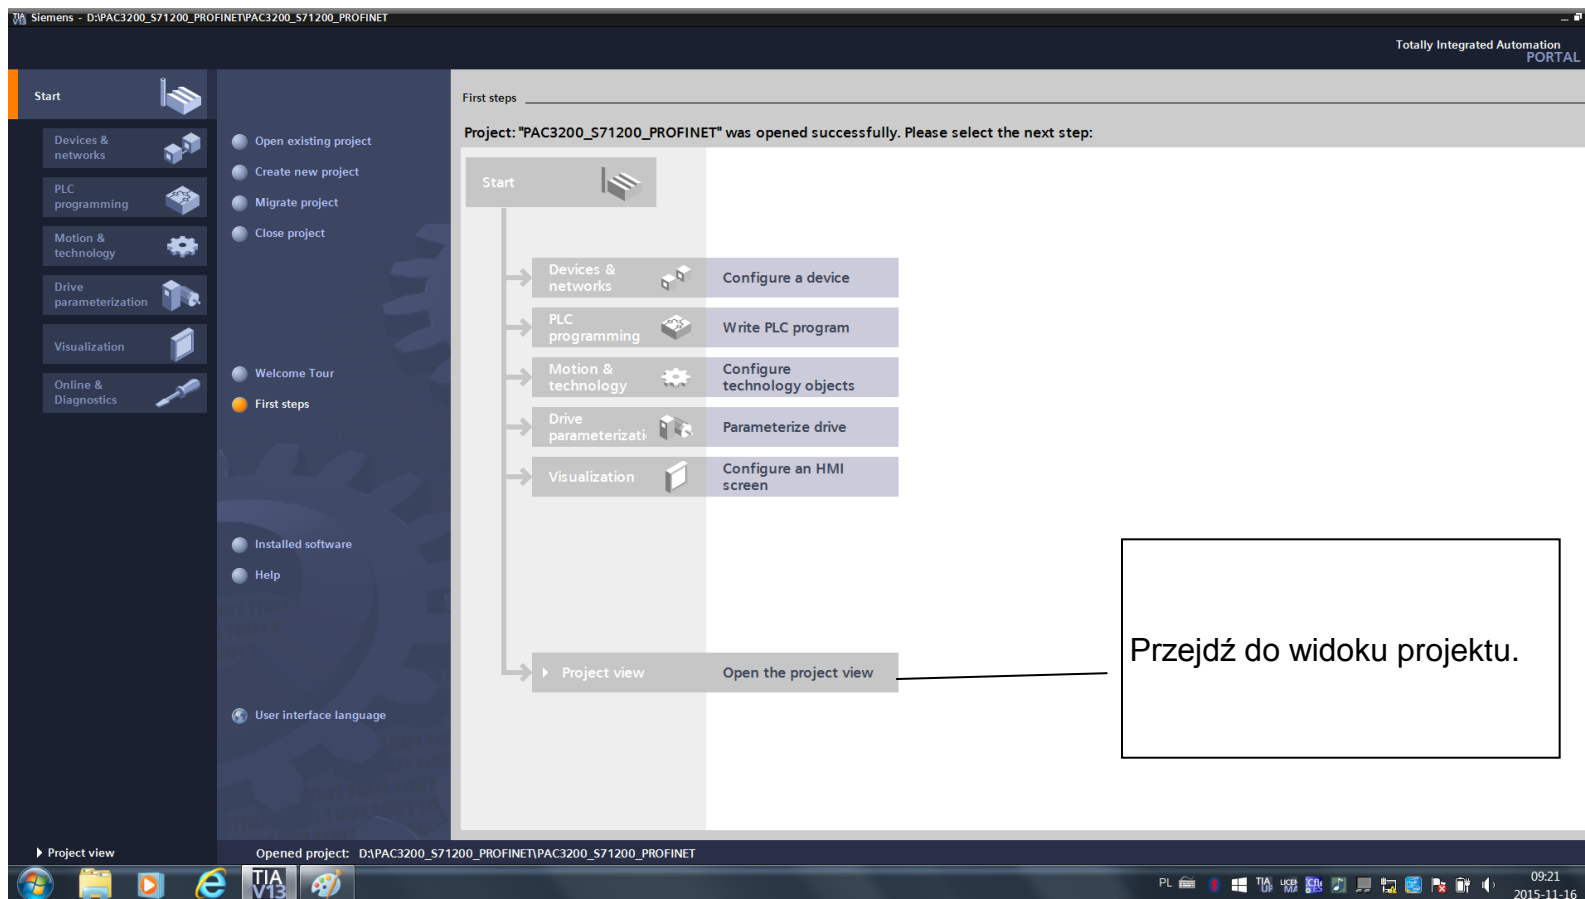 Siemens - D:\PAC3200_S71200_PROFINET\PAC3200_S71200_PROFINET
Totally Integrated Automation
PORTAL
Start
Devices &
networks
PLC
programming
Motion &
technology
Drive
parameterization
Visualization
Online &
Diagnostics
Open existing project
Create new project
Migrate project
Close project
Welcome Tour
First steps
Installed software
Help
User interface language
First steps
Project: "PAC3200_S71200_PROFINET" was opened successfully. Please select the next step:
Start
Devices &
networks
Configure a device
PLC
programming
Write PLC program
Motion &
technology
Configure
technology objects
Drive
parameterizati
Parameterize drive
Visualization
Configure an HMI
screen
Project view
Open the project view
Przejdź do widoku projektu.
Project view
Opened project: D:\PAC3200_S71200_PROFINET\PAC3200_S71200_PROFINET
TIA
V13
PL
09:21
2015-11-16